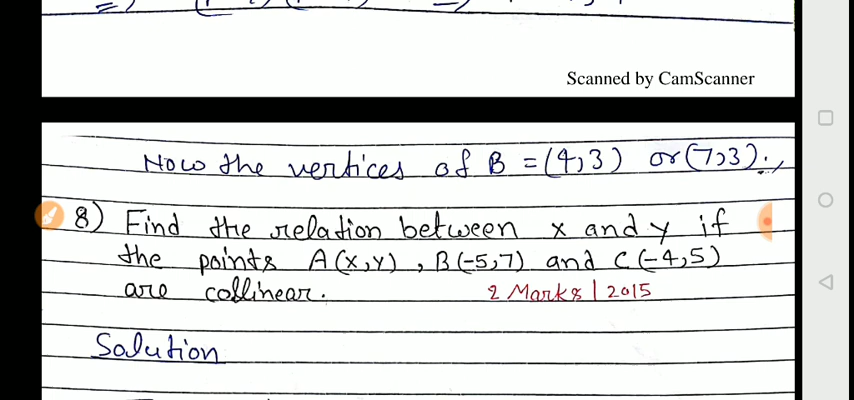 Scanned by CamScanner
Now the vertices of B = (4,3) or (7,3).,
8) Find the relation between x and y if
the points A(x,y), B(-5,7) and C(-4,5)
are collinear. 2 Marks | 2015
Solution